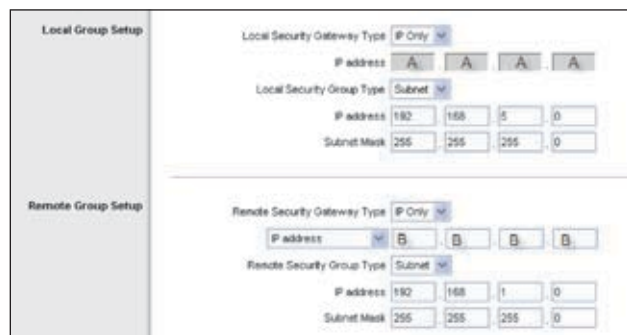 Local Group Setup
Local Security Gateway Type IP Only
IP address A . A . A . A
Local Security Group Type Subnet
IP address 192 . 168 . 5 . 0
Subnet Mask 255 . 255 . 255 . 0
Remote Group Setup
Remote Security Gateway Type IP Only
IP address B . B . B . B
Remote Security Group Type Subnet
IP address 192 . 168 . 1 . 0
Subnet Mask 255 . 255 . 255 . 0